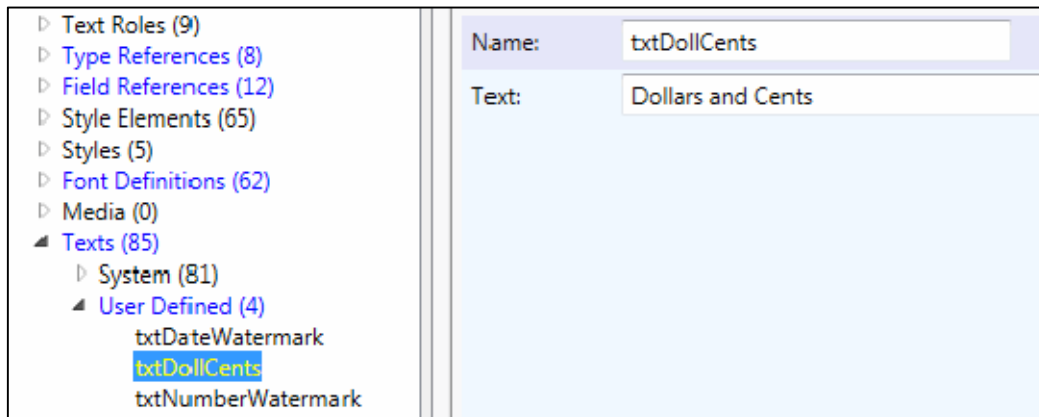 Text Roles (9)
Type References (8)
Field References (12)
Style Elements (65)
Styles (5)
Font Definitions (62)
Media (0)
Texts (85)
System (81)
User Defined (4)
txtDateWatermark
txtDollCents
txtNumberWatermark
Name: txtDollCents
Text: Dollars and Cents